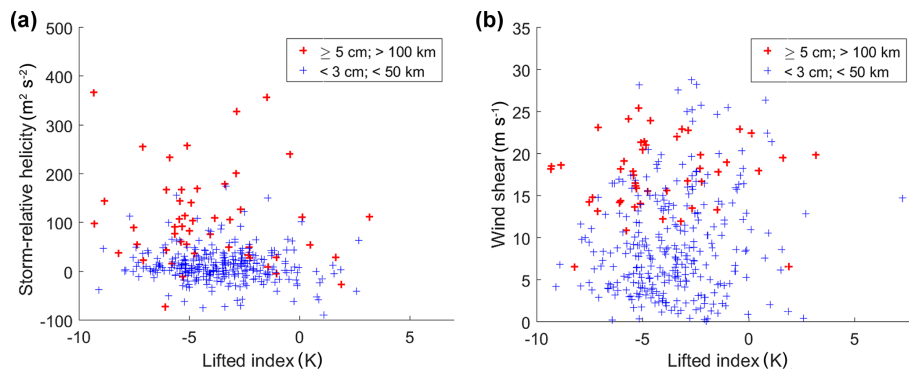 (a)
500
400
300
200
100
0
-100
-10
-5
0
5
Storm-relative helicity (m² s⁻²)
Lifted index (K)
≥ 5 cm; > 100 km
< 3 cm; < 50 km
(b)
35
30
25
20
15
10
5
0
-10
-5
0
5
Wind shear (m s⁻¹)
Lifted index (K)
≥ 5 cm; > 100 km
< 3 cm; < 50 km